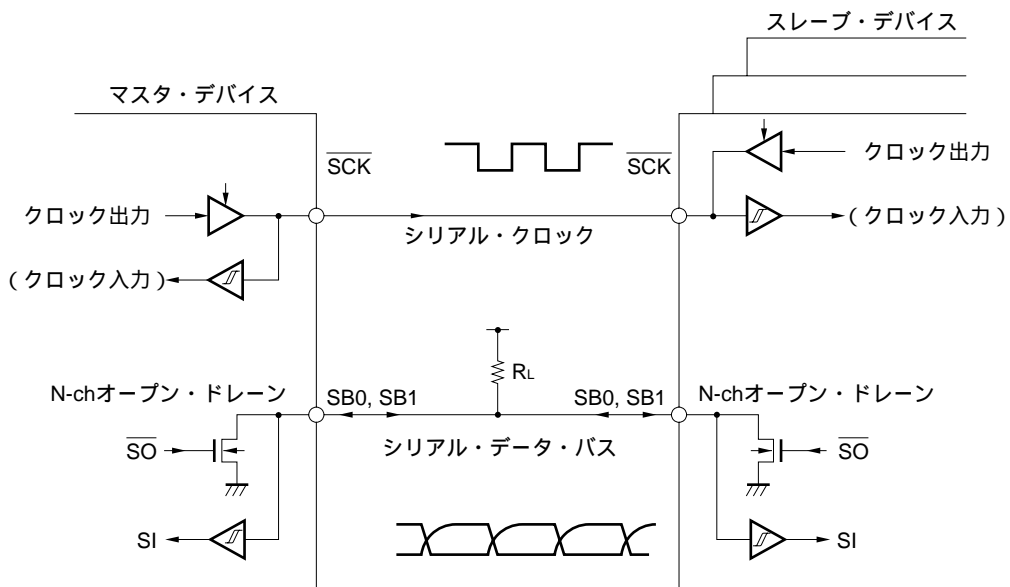 スレーブ・デバイス
マスタ・デバイス
SCK
SCK
クロック出力
クロック出力
シリアル・クロック
(クロック入力)
(クロック入力)
RL
N-chオープン・ドレーン
SB0, SB1
SB0, SB1
N-chオープン・ドレーン
SO
シリアル・データ・バス
SO
SI
SI